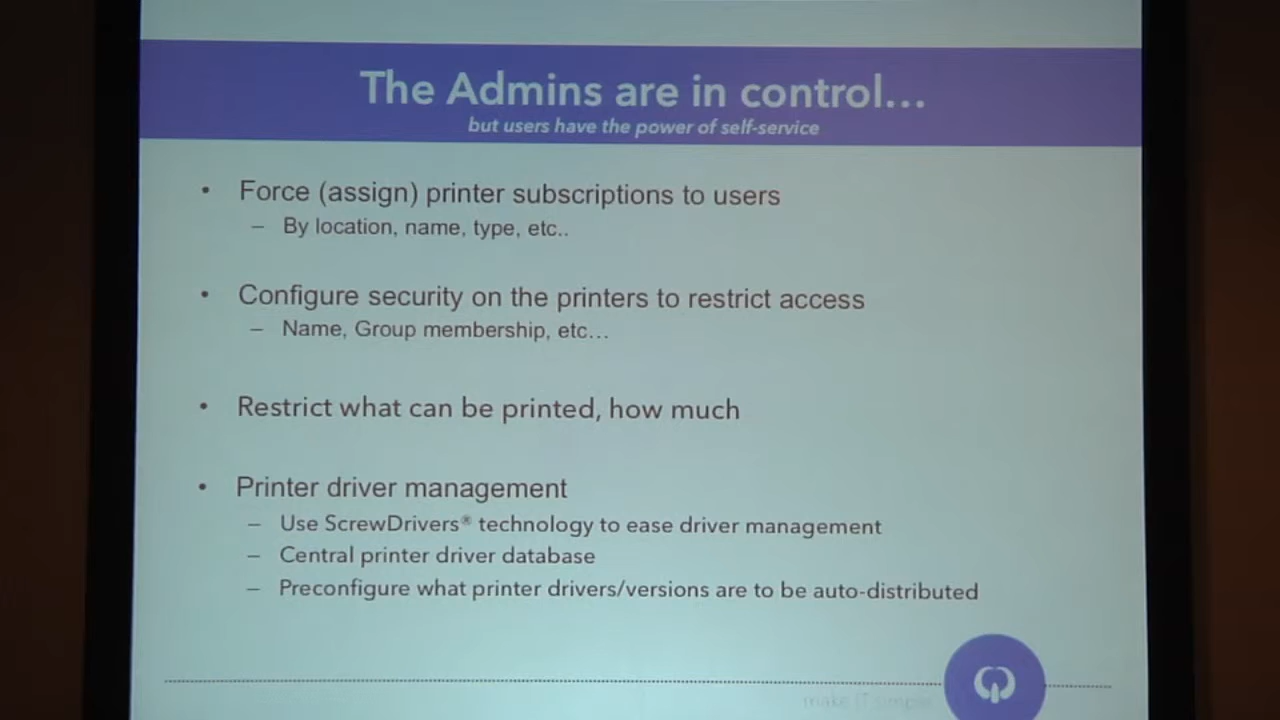 The Admins are in control...
but users have the power of self-service
• Force (assign) printer subscriptions to users
– By location, name, type, etc..
• Configure security on the printers to restrict access
– Name, Group membership, etc...
• Restrict what can be printed, how much
• Printer driver management
– Use ScrewDrivers® technology to ease driver management
– Central printer driver database
– Preconfigure what printer drivers/versions are to be auto-distributed
make IT simple